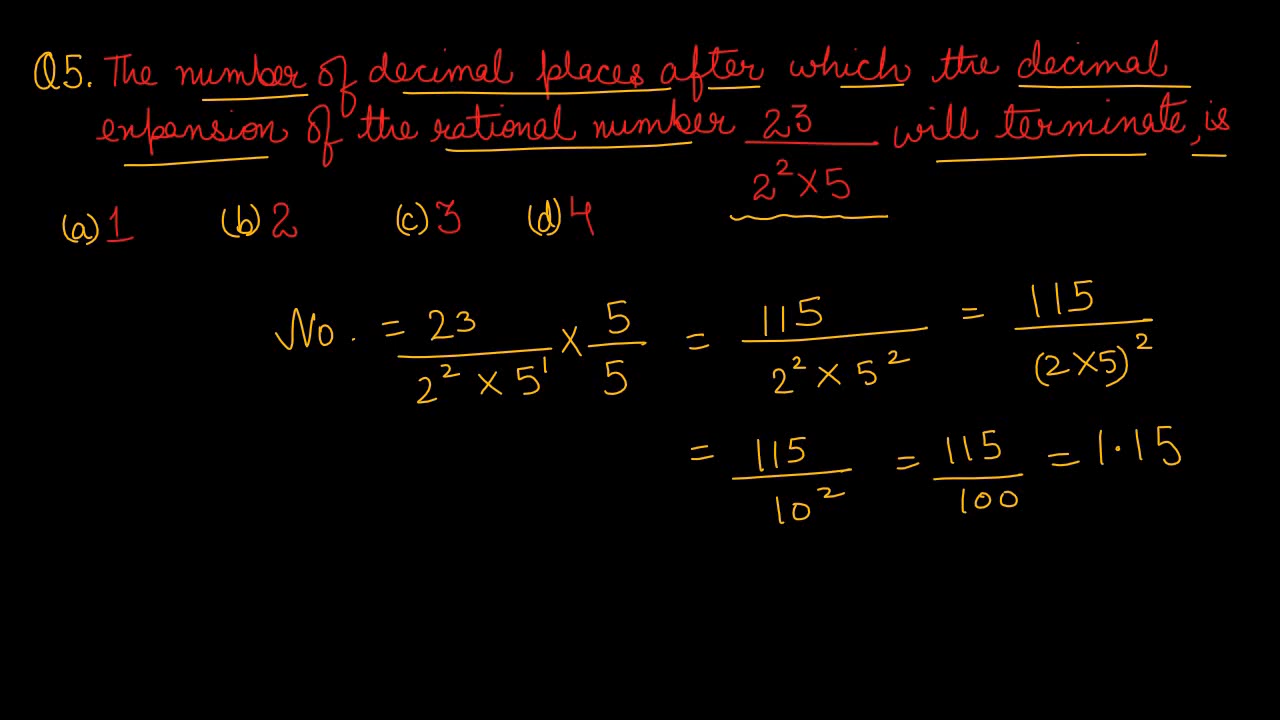 Q5. The number of decimal places after which the decimal
expansion of the rational number 23/(2² × 5) will terminate, is
(a) 1 (b) 2 (c) 3 (d) 4
No. = 23/(2² × 5¹) × 5/5 = 115/(2² × 5²) = 115/(2×5)²
= 115/10² = 115/100 = 1.15